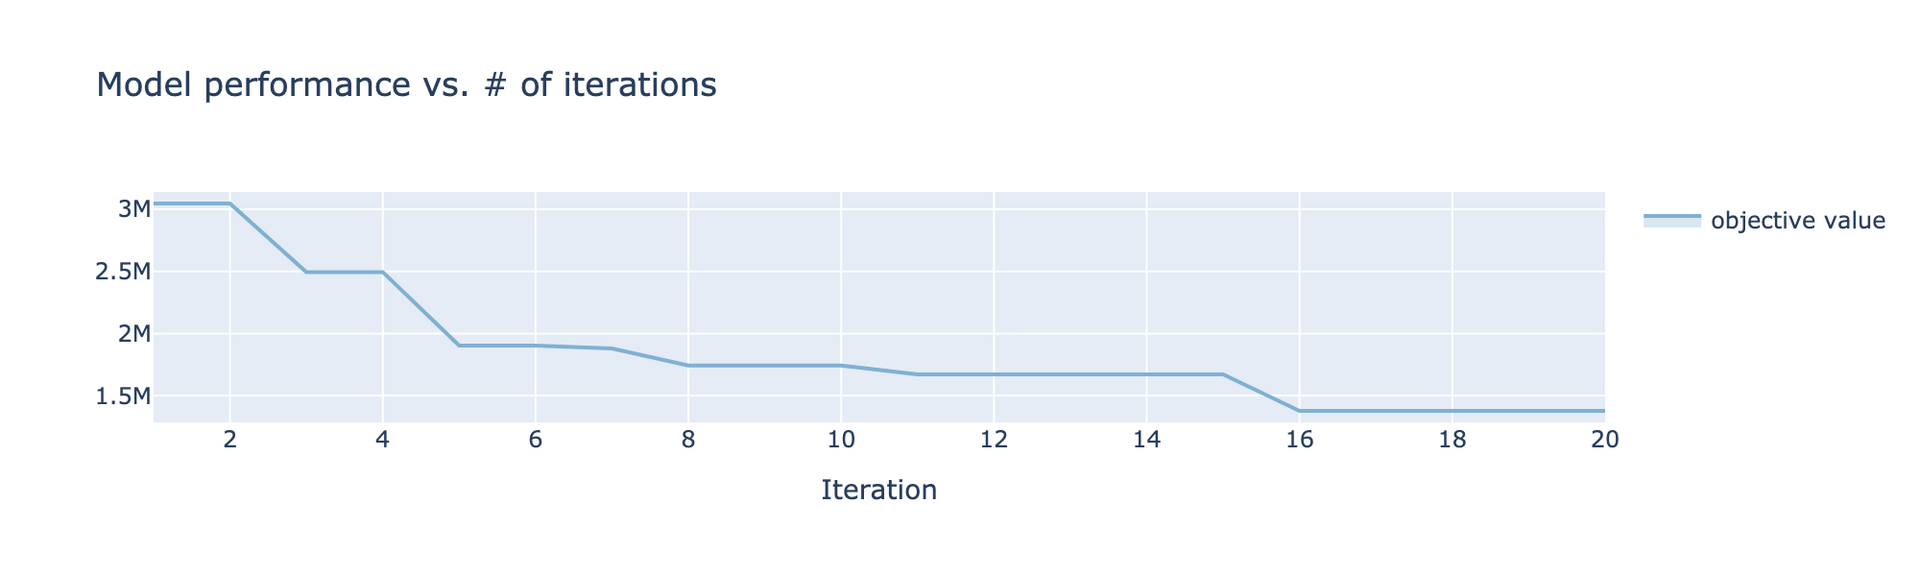 Model performance vs. # of iterations
3M
2.5M
2M
1.5M
2 4 6 8 10 12 14 16 18 20
Iteration
objective value